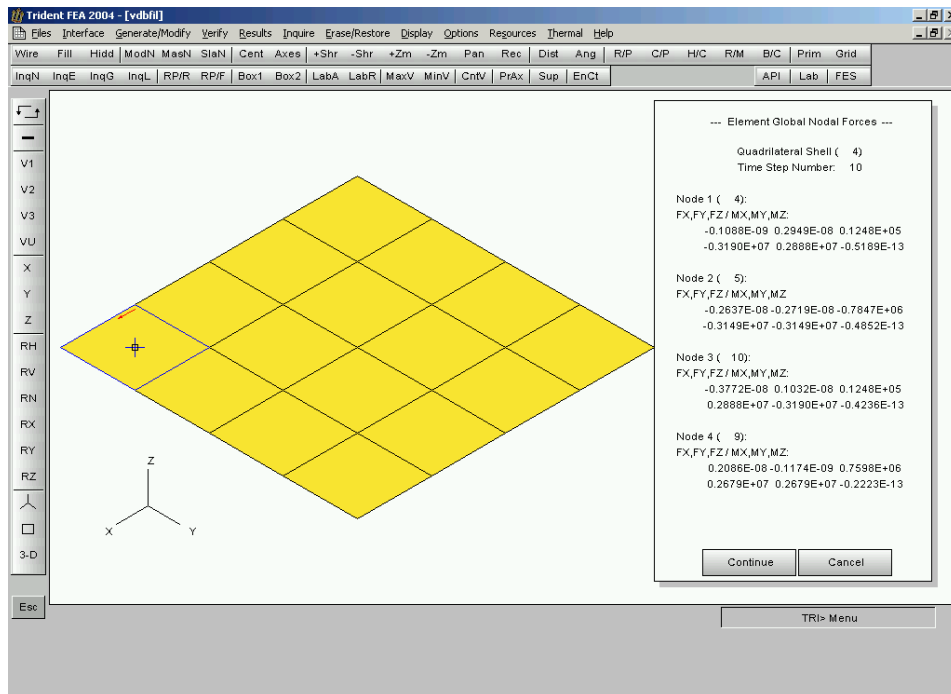 Trident FEA 2004 - [vdbfil]
Files Interface Generate/Modify Verify Results Inquire Erase/Restore Display Options Resources Thermal Help
Wire Fill Hidd ModN MasN SlaN Cent Axes +Shr -Shr +Zm -Zm Pan Rec Dist Ang R/P C/P H/C R/M B/C Prim Grid
InqN InqE InqG InqL RP/R RP/F Box1 Box2 LabA LabR MaxV MinV CntV PrAx Sup EnCt API Lab FES
V1
V2
V3
VU
X
Y
Z
RH
RV
RN
RX
RY
RZ
3-D
Esc
Z
X
Y
--- Element Global Nodal Forces ---
Quadrilateral Shell ( 4)
Time Step Number: 10
Node 1 ( 4):
FX,FY,FZ / MX,MY,MZ:
-0.1088E-09 0.2949E-08 0.1248E+05
-0.3190E+07 0.2888E+07 -0.5189E-13
Node 2 ( 5):
FX,FY,FZ / MX,MY,MZ
-0.2637E-08 -0.2719E-08 -0.7847E+06
-0.3149E+07 -0.3149E+07 -0.4852E-13
Node 3 ( 10):
FX,FY,FZ / MX,MY,MZ:
-0.3772E-08 0.1032E-08 0.1248E+05
0.2888E+07 -0.3190E+07 -0.4236E-13
Node 4 ( 9):
FX,FY,FZ / MX,MY,MZ:
0.2086E-08 -0.1174E-09 0.7598E+06
0.2679E+07 0.2679E+07 -0.2223E-13
Continue Cancel
TRI> Menu